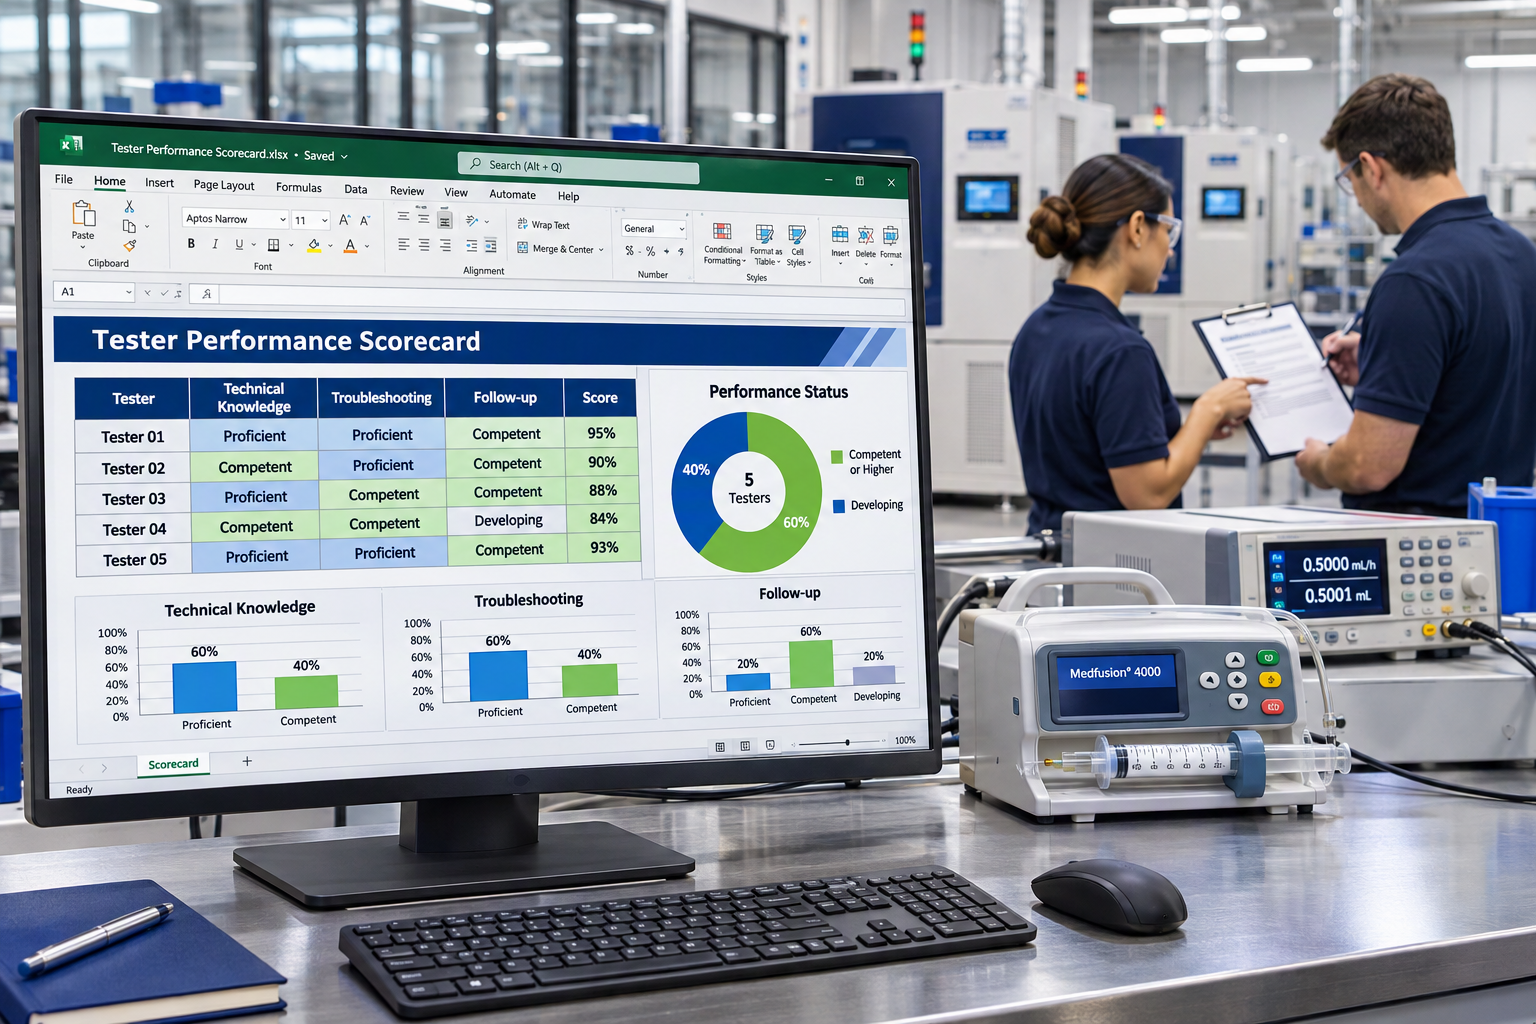 Tester Performance Scorecard.xlsx • Saved
Search (Alt + Q)
File Home Insert Page Layout Formulas Data Review View Automate Help
Paste
Clipboard
Aptos Narrow 11
B I U A
Font
Wrap Text
Merge & Center
Alignment
General
Number
Conditional Formatting
Format as Table
Cell Styles
Styles
Insert Delete Format
A1
Tester Performance Scorecard
Tester Technical Knowledge Troubleshooting Follow-up Score
Tester 01 Proficient Proficient Competent 95%
Tester 02 Competent Proficient Competent 90%
Tester 03 Proficient Competent Competent 88%
Tester 04 Competent Competent Developing 84%
Tester 05 Proficient Proficient Competent 93%
Performance Status
40%
5
Testers
60%
Competent
or Higher
Developing
Technical Knowledge
100%
80%
60%
40%
20%
0%
60%
40%
Proficient Competent
Troubleshooting
100%
80%
60%
40%
20%
0%
60%
40%
Proficient Competent
Follow-up
100%
80%
60%
40%
20%
0%
20%
60%
20%
Proficient Competent Developing
Scorecard
100%
Ready
0.5000 mL/h
0.5001 mL
Medfusion® 4000